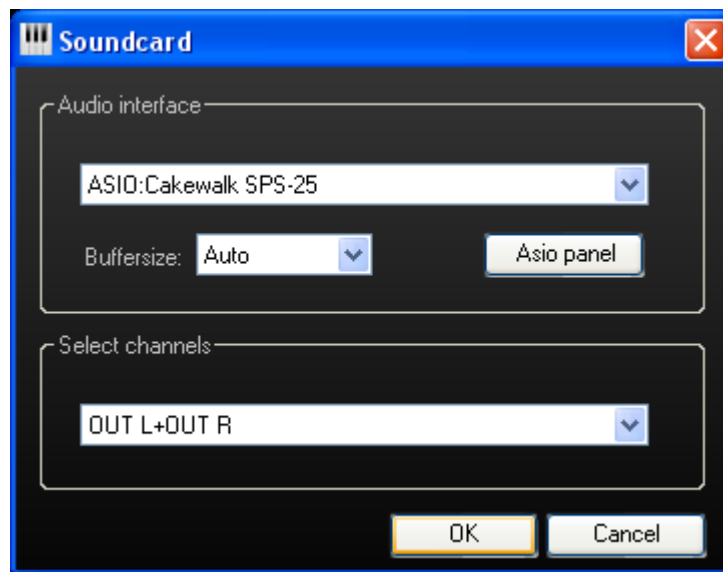 Soundcard
Audio interface
ASIO:Cakewalk SPS-25
Buffersize: Auto Asio panel
Select channels
OUT L+OUT R
OK Cancel